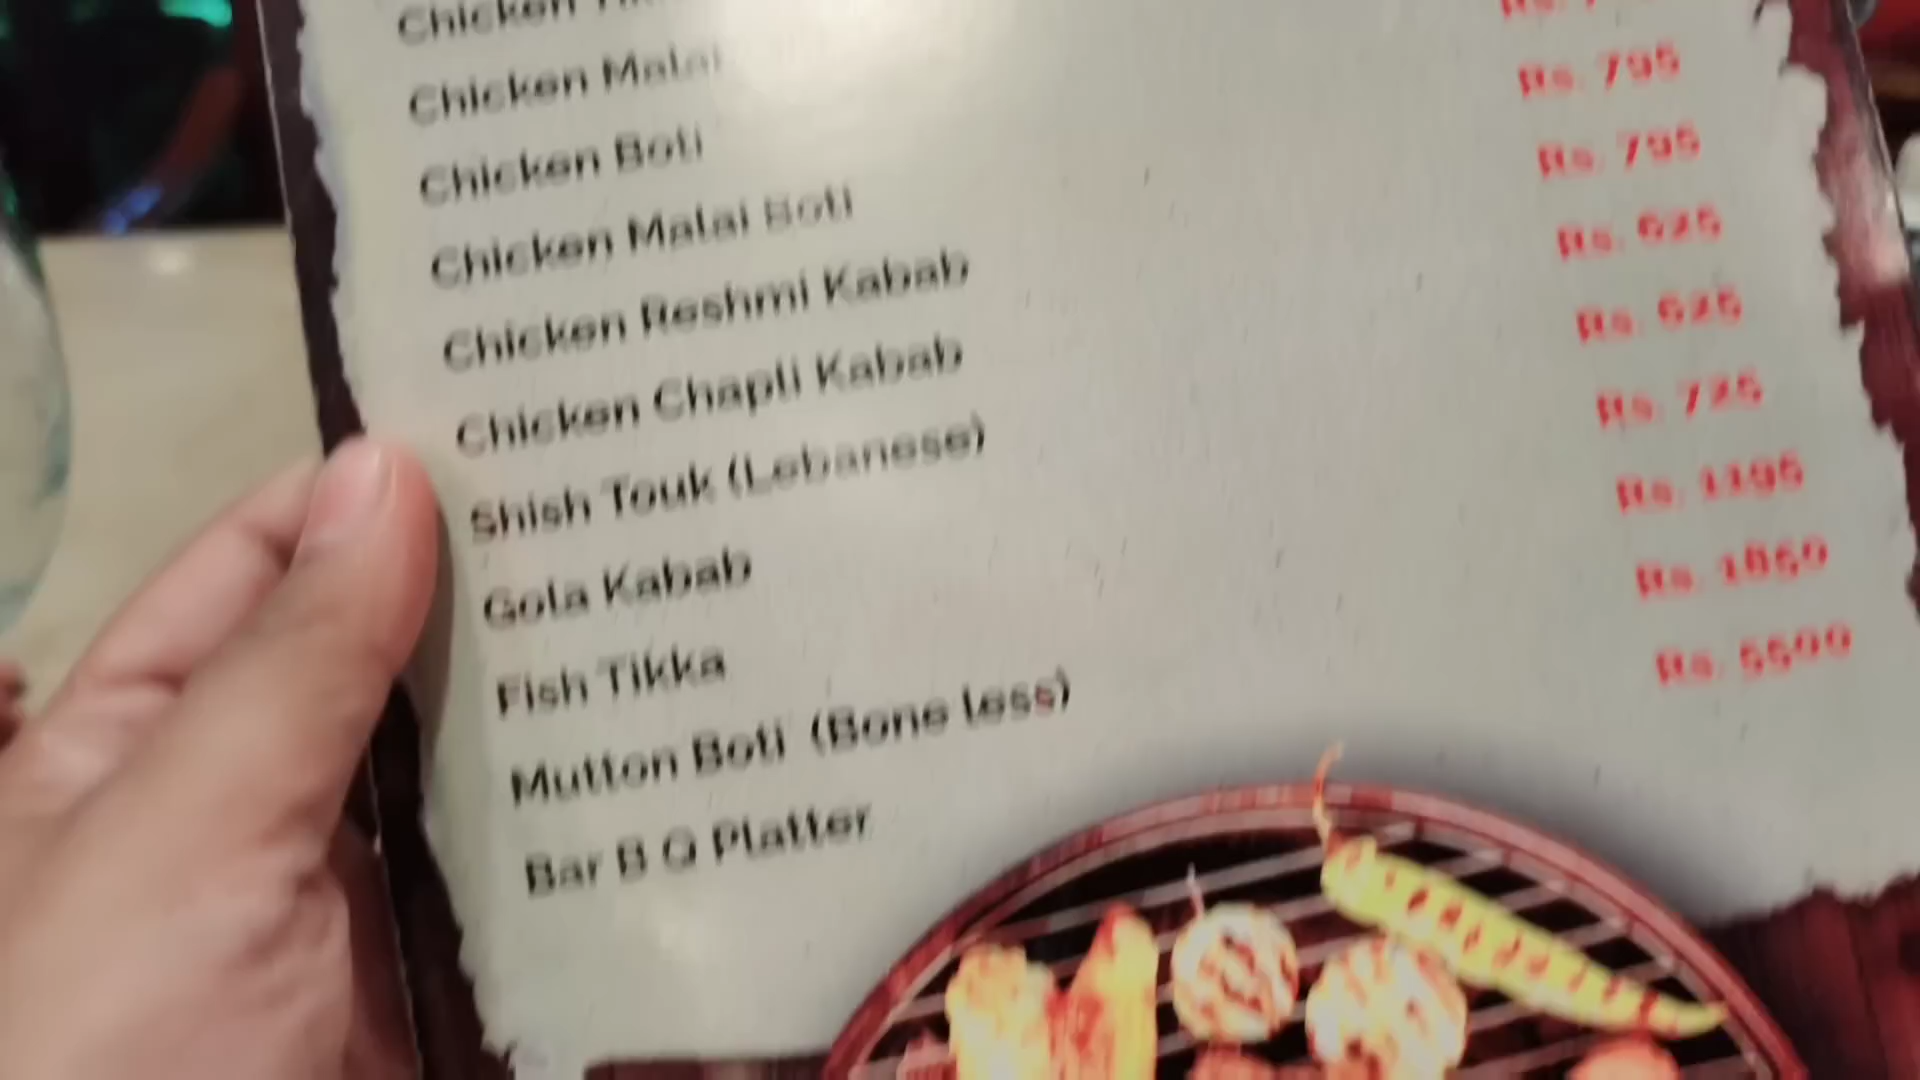 Chicken
Chicken Malai
Chicken Boti Rs.
Chicken Malai Boti Rs. 795
Chicken Reshmi Kabab Rs. 795
Chicken Chapli Kabab Rs. 625
Shish Touk (Lebanese) Rs. 625
Gola Kabab Rs. 725
Fish Tikka Rs. 1195
Mutton Boti (Bone less) Rs. 1850
Bar B Q Platter Rs. 5500